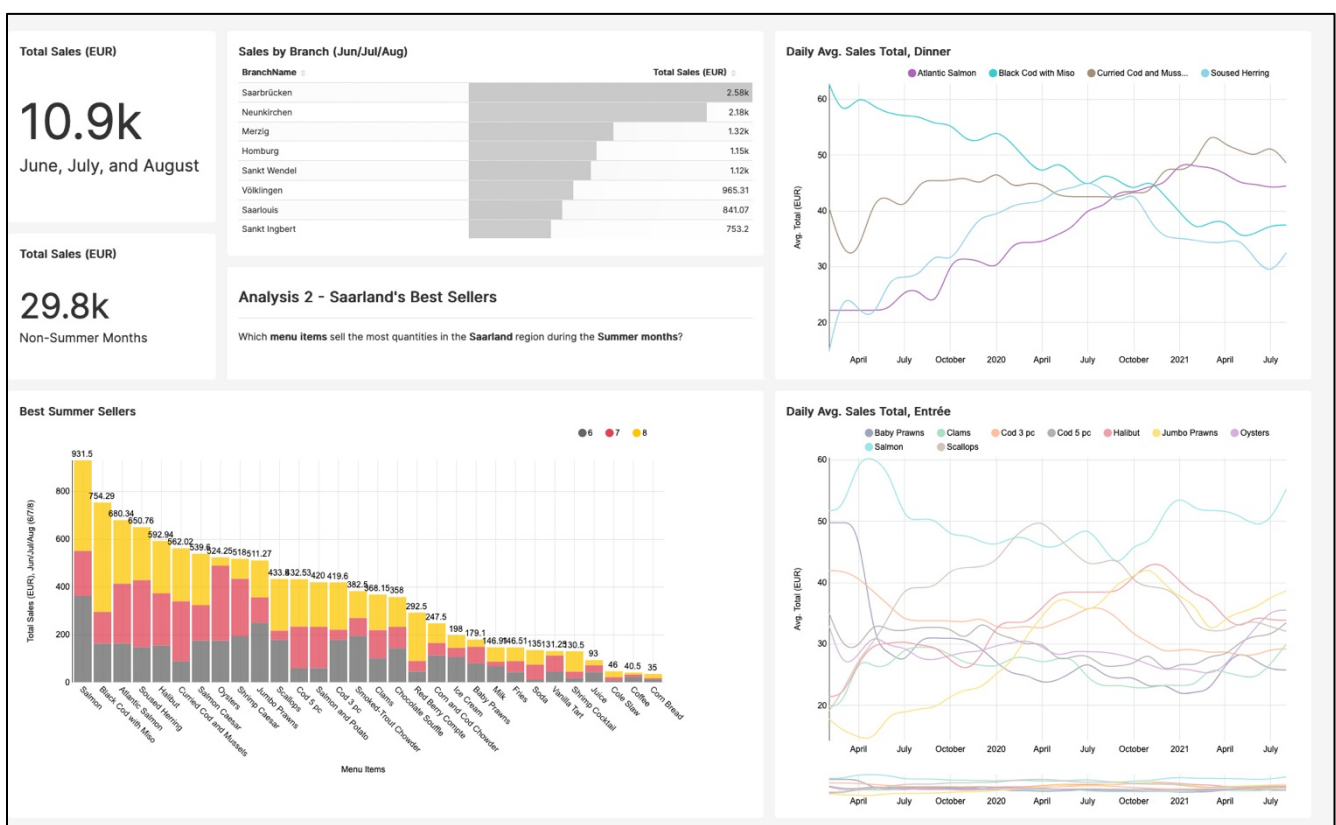 Total Sales (EUR)
10.9k
June, July, and August
Total Sales (EUR)
29.8k
Non-Summer Months
Sales by Branch (Jun/Jul/Aug)
BranchName Total Sales (EUR)
Saarbrücken 2.58k
Neunkirchen 2.18k
Merzig 1.32k
Homburg 1.15k
Sankt Wendel 1.12k
Völklingen 965.31
Saarlouis 841.07
Sankt Ingbert 753.2
Analysis 2 - Saarland's Best Sellers
Which menu items sell the most quantities in the Saarland region during the Summer months?
Daily Avg. Sales Total, Dinner
Atlantic Salmon Black Cod with Miso Curried Cod and Muss... Soused Herring
Avg. Total (EUR)
60
50
40
30
20
April July October 2020 April July October 2021 April July
Best Summer Sellers
6 7 8
Total Sales (EUR), Jun/Jul/Aug (6/7/8)
800
600
400
200
0
931.5 754.29 680.34 650.76 592.94 562.02 539.6 524.25 518 511.27 433.5 432.53 420 419.6 382.5 368.15 358 292.5 247.5 198 179.1 146.91 146.51 135 131.25 130.5 93 46 40.5 35
Salmon
Black Cod with Miso
Atlantic Salmon
Soused Herring
Halibut
Curried Cod and Mussels
Salmon Caesar
Oysters
Shrimp Caesar
Jumbo Prawns
Scallops
Cod 5 pc
Salmon and Potato
Cod 3 pc
Smoked-Trout Chowder
Clams
Chocolate Souffle
Red Berry Compte
Corn and Cod Chowder
Ice Cream
Baby Prawns
Milk
Fries
Soda
Vanilla Tart
Shrimp Cocktail
Juice
Cole Slaw
Coffee
Corn Bread
Menu Items
Daily Avg. Sales Total, Entrée
Baby Prawns Clams Cod 3 pc Cod 5 pc Halibut Jumbo Prawns Oysters
Salmon Scallops
Avg. Total (EUR)
60
50
40
30
20
April July October 2020 April July October 2021 April July
April July October 2020 April July October 2021 April July